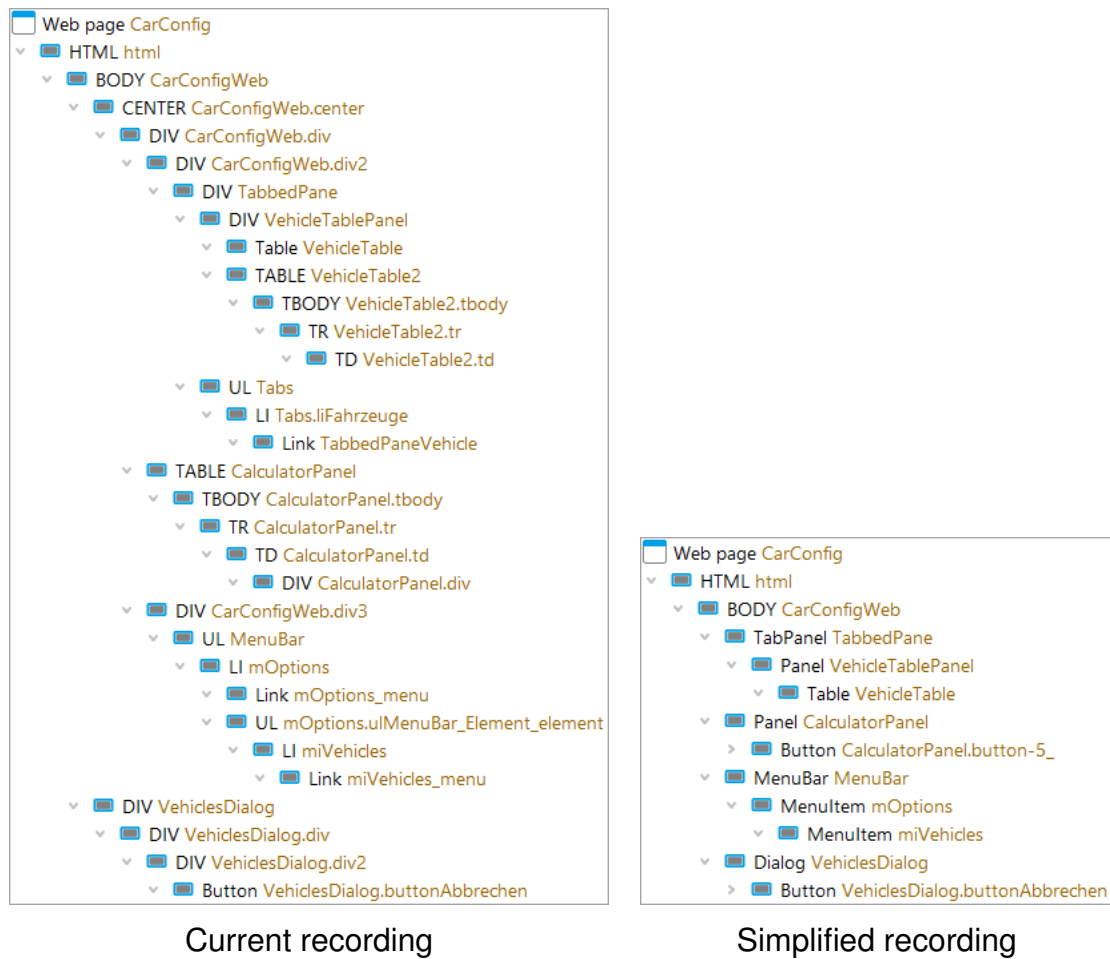 Web page CarConfig
HTML html
BODY CarConfigWeb
CENTER CarConfigWeb.center
DIV CarConfigWeb.div
DIV CarConfigWeb.div2
DIV TabbedPane
DIV VehicleTablePanel
Table VehicleTable
TABLE VehicleTable2
TBODY VehicleTable2.tbody
TR VehicleTable2.tr
TD VehicleTable2.td
UL Tabs
LI Tabs.liFahrzeuge
Link TabbedPaneVehicle
TABLE CalculatorPanel
TBODY CalculatorPanel.tbody
TR CalculatorPanel.tr
TD CalculatorPanel.td
DIV CalculatorPanel.div
DIV CarConfigWeb.div3
UL MenuBar
LI mOptions
Link mOptions_menu
UL mOptions.ulMenuBar_Element_element
LI miVehicles
Link miVehicles_menu
DIV VehiclesDialog
DIV VehiclesDialog.div
DIV VehiclesDialog.div2
Button VehiclesDialog.buttonAbbrechen
Current recording
Web page CarConfig
HTML html
BODY CarConfigWeb
TabPanel TabbedPane
Panel VehicleTablePanel
Table VehicleTable
Panel CalculatorPanel
Button CalculatorPanel.button-5_
MenuBar MenuBar
MenuItem mOptions
MenuItem miVehicles
Dialog VehiclesDialog
Button VehiclesDialog.buttonAbbrechen
Simplified recording